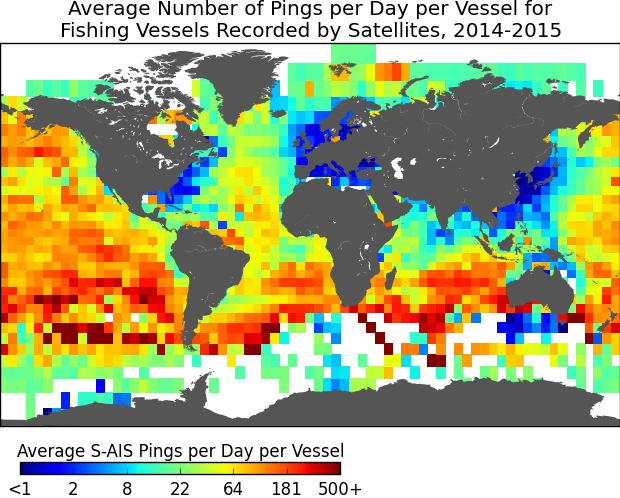 Average Number of Pings per Day per Vessel for
Fishing Vessels Recorded by Satellites, 2014-2015
Average S-AIS Pings per Day per Vessel
<1 2 8 22 64 181 500+